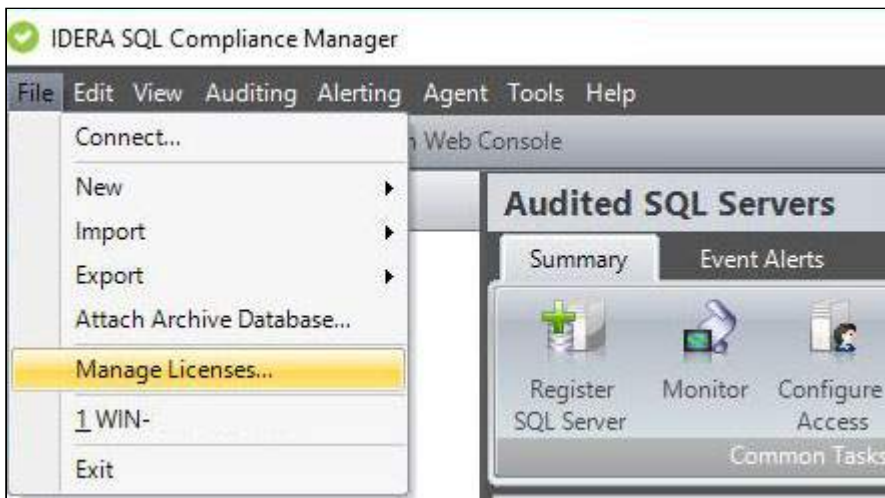 IDERA SQL Compliance Manager
File Edit View Auditing Alerting Agent Tools Help
Connect...
Web Console
New
Audited SQL Servers
Import
Summary Event Alerts
Export
Attach Archive Database...
Manage Licenses...
Register SQL Server
Monitor
Configure Access
1 WIN-
Common Tasks
Exit